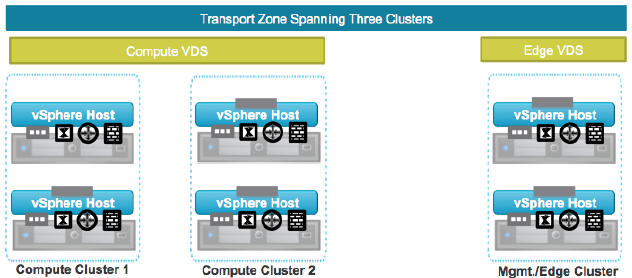 Transport Zone Spanning Three Clusters
Compute VDS
Edge VDS
vSphere Host
vSphere Host
vSphere Host
vSphere Host
vSphere Host
vSphere Host
Compute Cluster 1
Compute Cluster 2
Mgmt./Edge Cluster